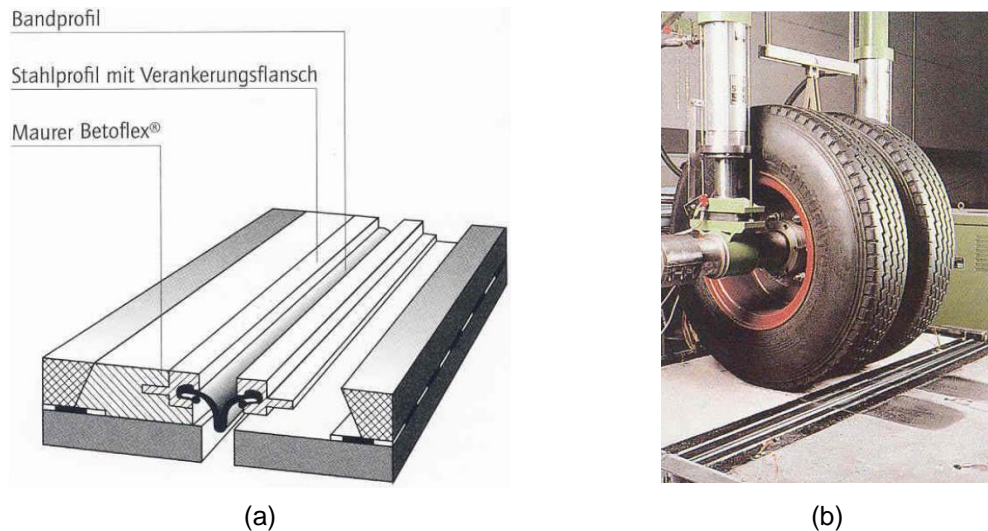 Bandprofil
Stahlprofil mit Verankerungsflansch
Maurer Betoflex®
(a)
(b)